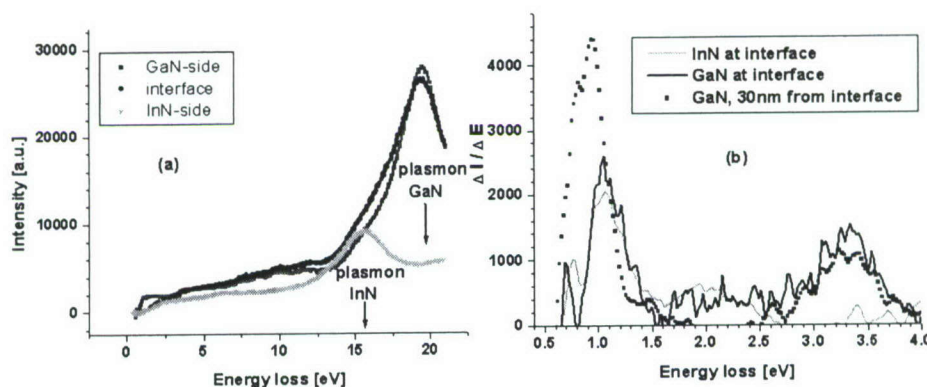 30000
20000
10000
0
Intensity [a.u.]
GaN-side
interface
InN-side
(a)
plasmon
GaN
plasmon
InN
0 5 10 15 20
Energy loss [eV]
4000
3000
2000
1000
0
Δ I / Δ E
InN at interface
GaN at interface
GaN, 30nm from interface
(b)
0.5 1.0 1.5 2.0 2.5 3.0 3.5 4.0
Energy loss [eV]